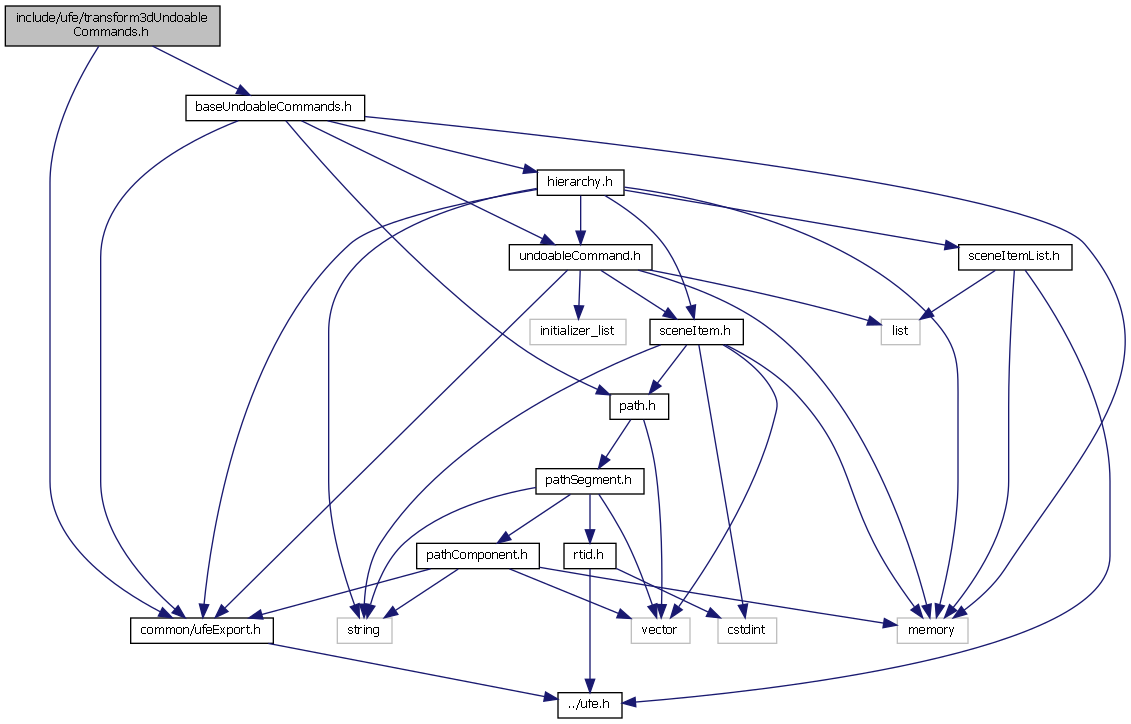 include/ufe/transform3dUndoable
Commands.h
baseUndoableCommands.h
hierarchy.h
undoableCommand.h
sceneItemList.h
initializer_list
sceneItem.h
list
path.h
pathSegment.h
pathComponent.h
rtid.h
common/ufeExport.h
string
vector
cstdint
memory
../ufe.h